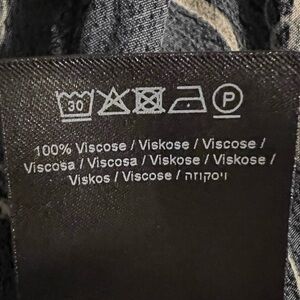 30 P
100% Viscose / Viskose / Viscose /
Viscosa / Viscosa / Viskose / Viskose /
Viskos / Viscose / ויסקוזה